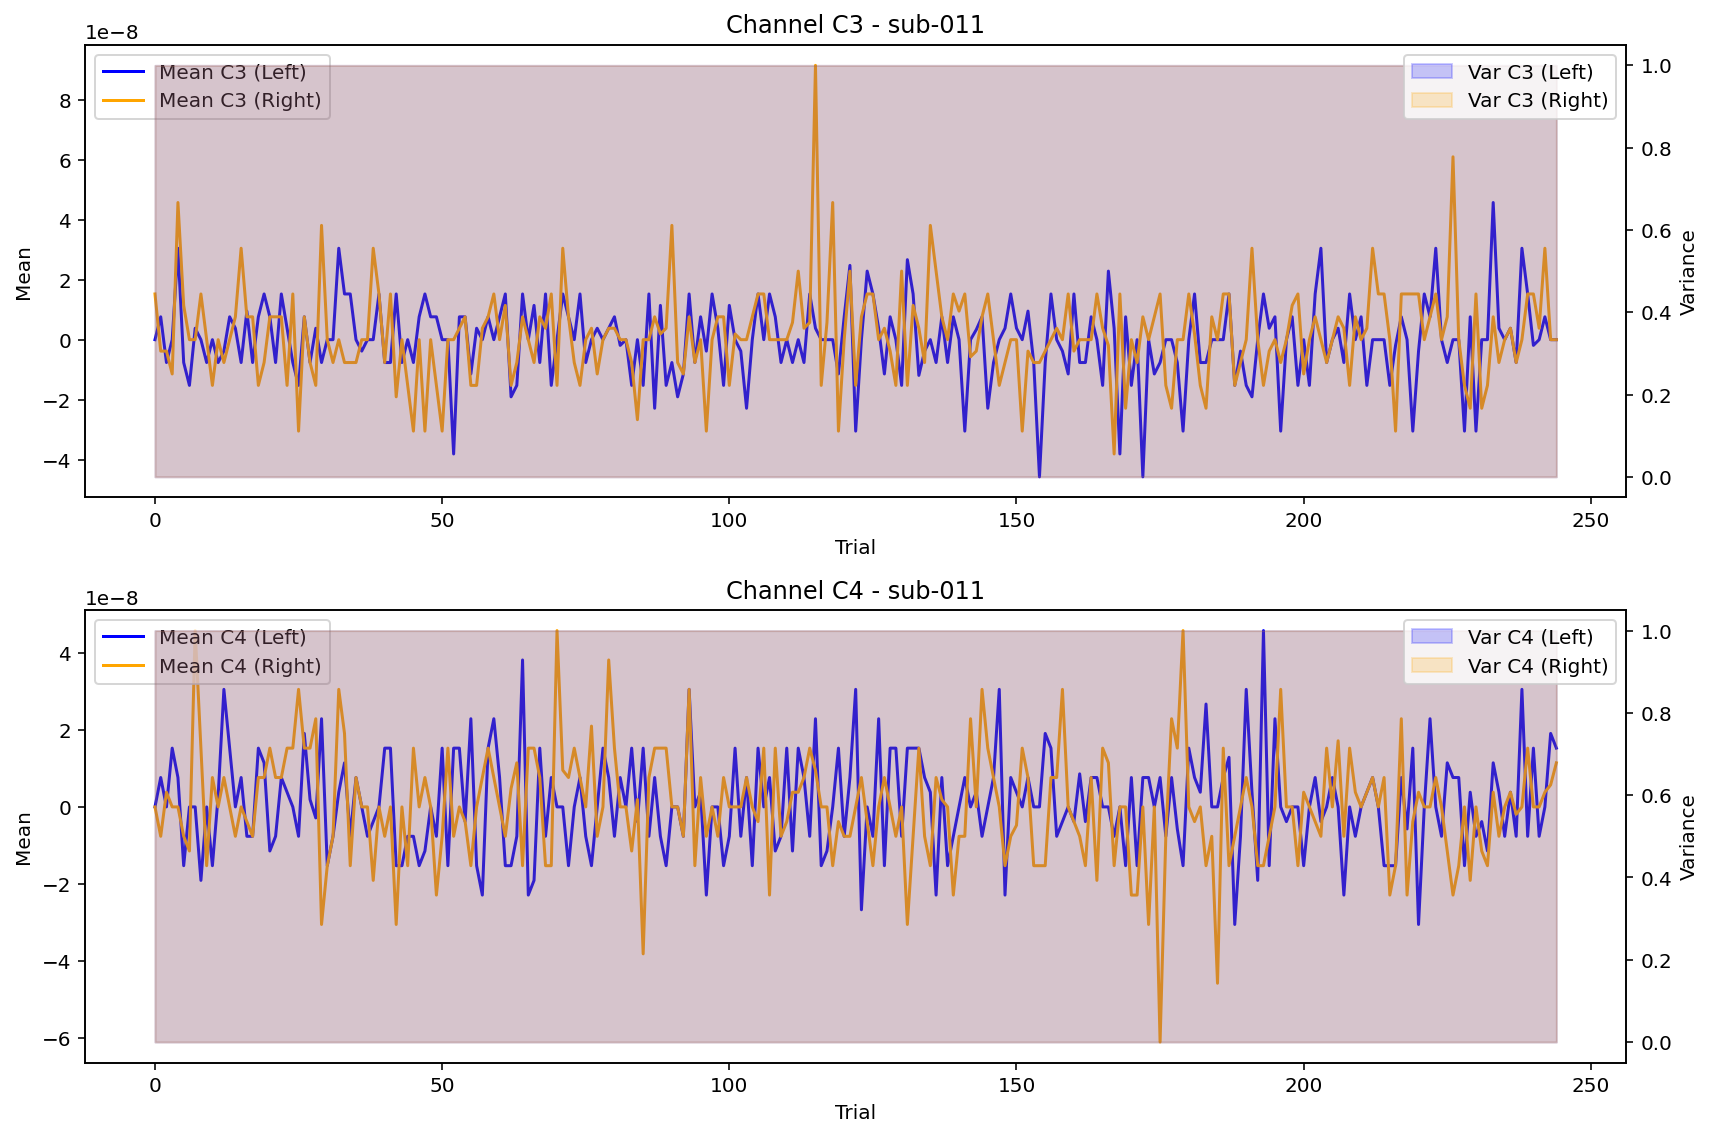 Channel C3 - sub-011
1e−8
Mean C3 (Left)
Mean C3 (Right)
Var C3 (Left)
Var C3 (Right)
8
6
4
2
0
−2
−4
Mean
1.0
0.8
0.6
0.4
0.2
0.0
Variance
0 50 100 150 200 250
Trial
Channel C4 - sub-011
1e−8
Mean C4 (Left)
Mean C4 (Right)
Var C4 (Left)
Var C4 (Right)
4
2
0
−2
−4
−6
Mean
1.0
0.8
0.6
0.4
0.2
0.0
Variance
0 50 100 150 200 250
Trial